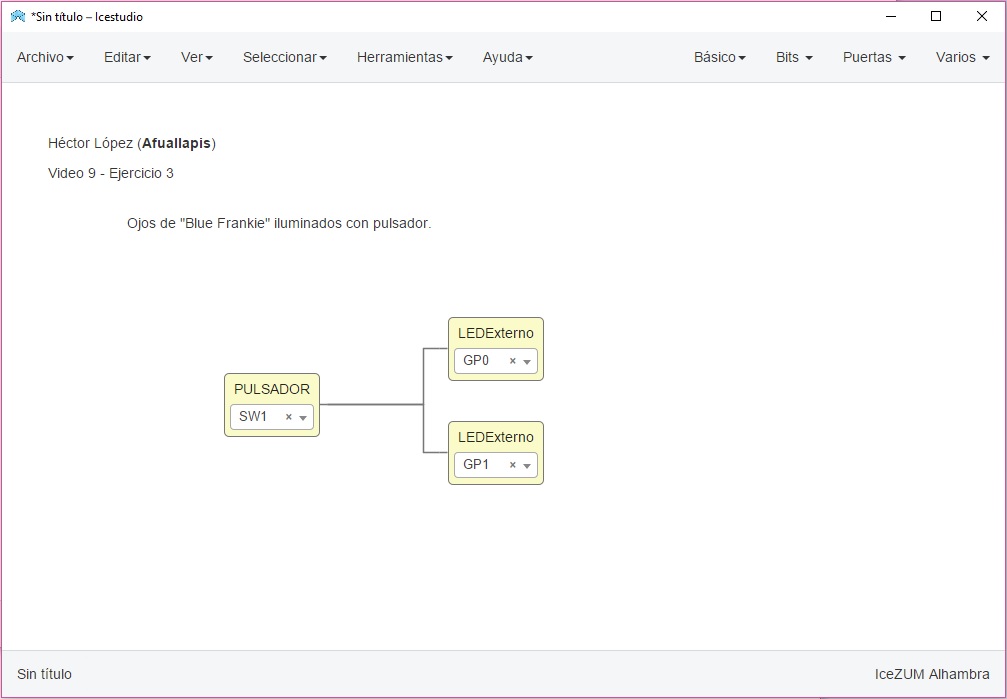 *Sin título – Icestudio
Archivo Editar Ver Seleccionar Herramientas Ayuda Básico Bits Puertas Varios
Héctor López (Afuallapis)
Video 9 - Ejercicio 3
Ojos de "Blue Frankie" iluminados con pulsador.
LEDExterno
GP0 ×
PULSADOR
SW1 ×
LEDExterno
GP1 ×
Sin título IceZUM Alhambra